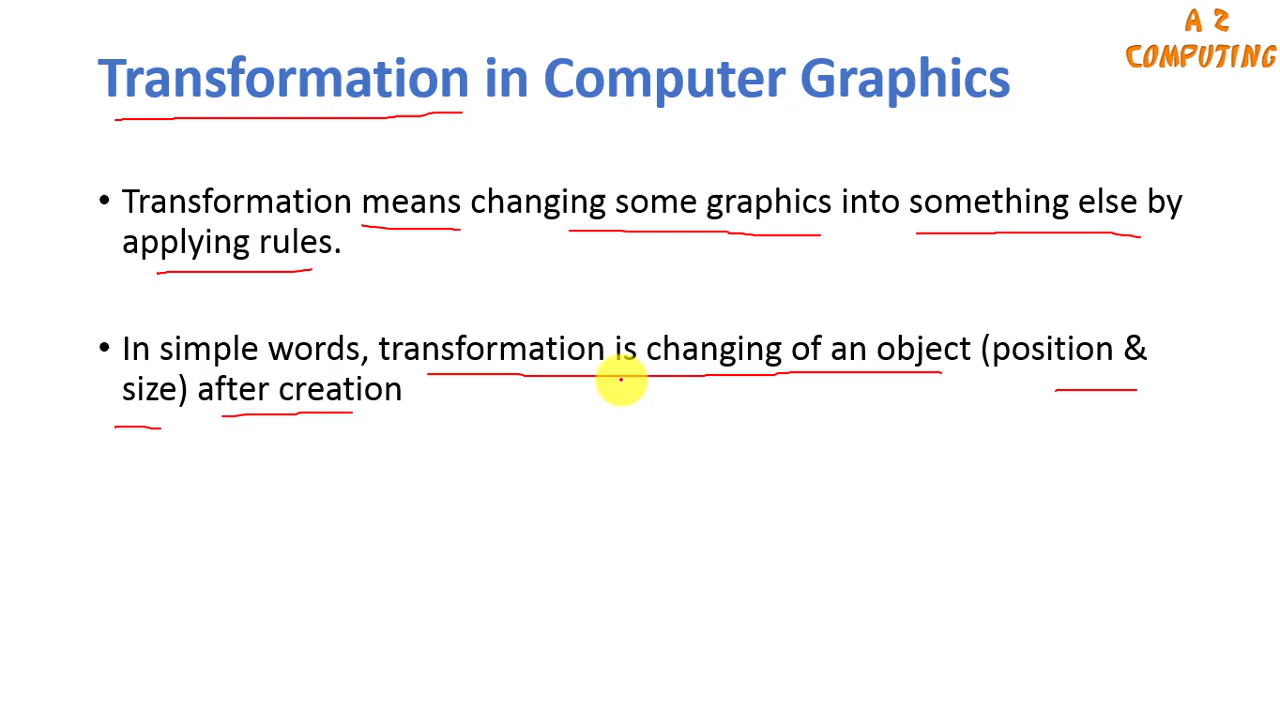 A Z
COMPUTING
Transformation in Computer Graphics
• Transformation means changing some graphics into something else by
applying rules.
• In simple words, transformation is changing of an object (position &
size) after creation